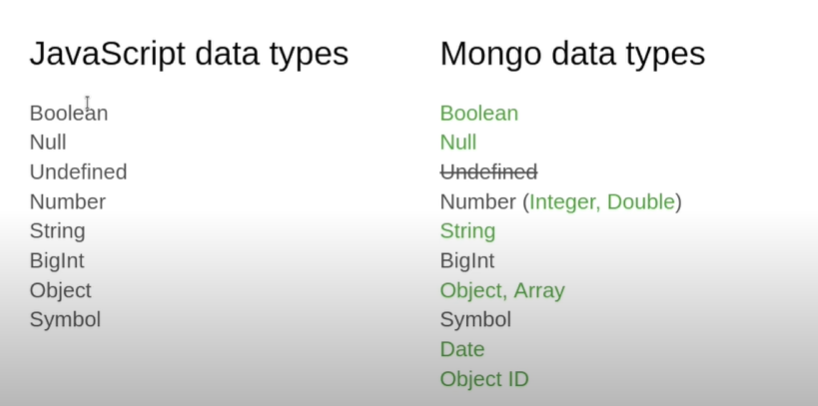 JavaScript data types
Boolean
Null
Undefined
Number
String
BigInt
Object
Symbol
Mongo data types
Boolean
Null
Undefined
Number (Integer, Double)
String
BigInt
Object, Array
Symbol
Date
Object ID